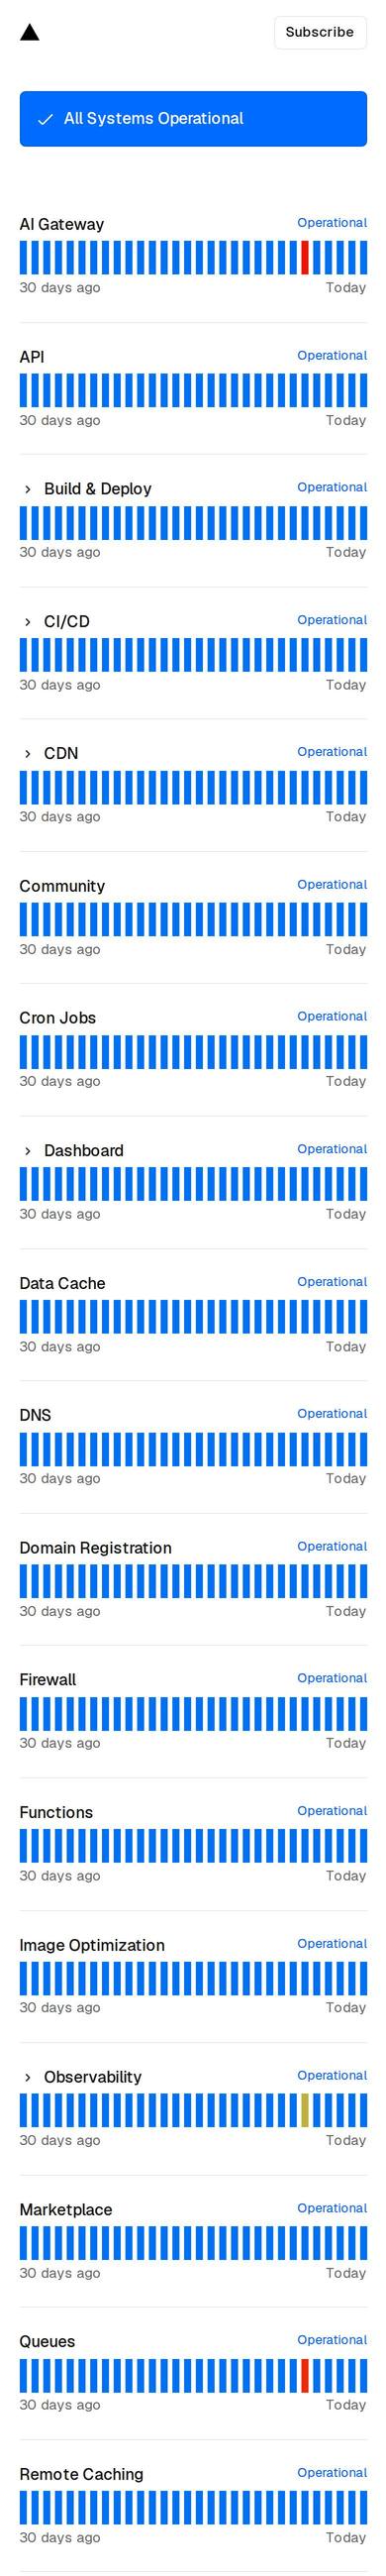 Subscribe
All Systems Operational
AI Gateway Operational
30 days ago Today
API Operational
30 days ago Today
Build & Deploy Operational
30 days ago Today
CI/CD Operational
30 days ago Today
CDN Operational
30 days ago Today
Community Operational
30 days ago Today
Cron Jobs Operational
30 days ago Today
Dashboard Operational
30 days ago Today
Data Cache Operational
30 days ago Today
DNS Operational
30 days ago Today
Domain Registration Operational
30 days ago Today
Firewall Operational
30 days ago Today
Functions Operational
30 days ago Today
Image Optimization Operational
30 days ago Today
Observability Operational
30 days ago Today
Marketplace Operational
30 days ago Today
Queues Operational
30 days ago Today
Remote Caching Operational
30 days ago Today